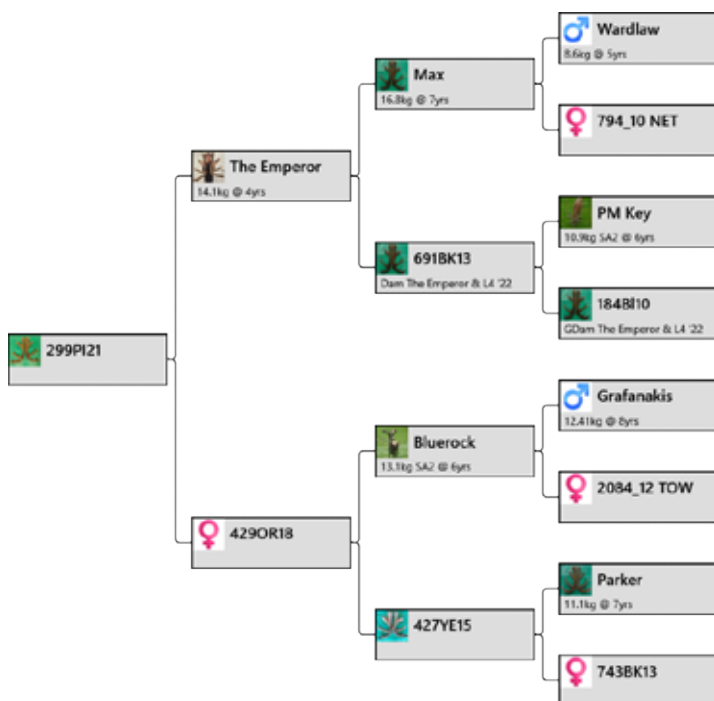 Wardlaw
8.6kg @ 5yrs
Max
16.8kg @ 7yrs
794_10 NET
The Emperor
14.1kg @ 4yrs
PM Key
10.9kg SA2 @ 6yrs
691BK13
Dam The Emperor & L4 '22
184Bl10
GDam The Emperor & L4 '22
299PI21
Grafanakis
12.41kg @ 8yrs
Bluerock
13.1kg SA2 @ 6yrs
2084_12 TOW
429OR18
Parker
11.1kg @ 7yrs
427YE15
743BK13